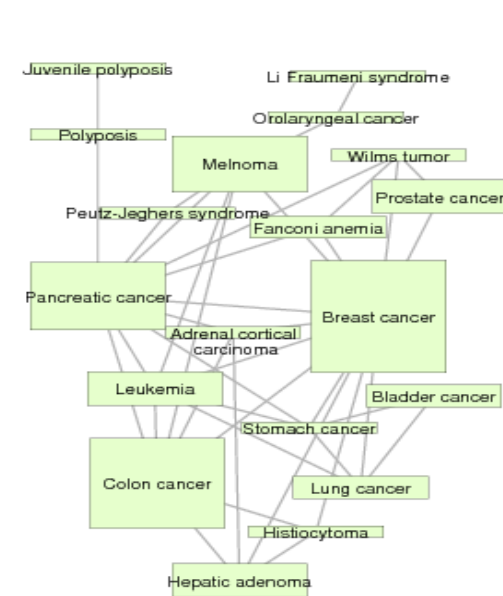 Juvenile polyposis
Li Fraumeni syndrome
Orolaryngeal cancer
Polyposis
Melnoma
Wilms tumor
Prostate cancer
Peutz-Jeghers syndrome
Fanconi anemia
Pancreatic cancer
Breast cancer
Adrenal cortical
carcinoma
Leukemia
Bladder cancer
Stomach cancer
Colon cancer
Lung cancer
Histiocytoma
Hepatic adenoma